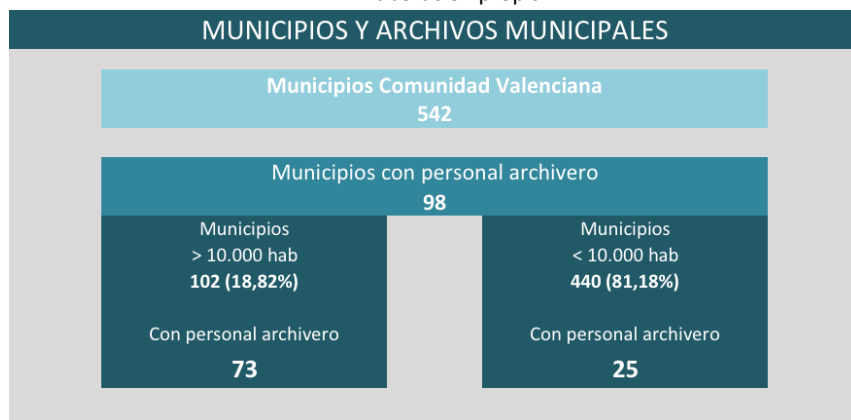 MUNICIPIOS Y ARCHIVOS MUNICIPALES
Municipios Comunidad Valenciana
542
Municipios con personal archivero
98
Municipios
> 10.000 hab
102 (18,82%)
Con personal archivero
73
Municipios
< 10.000 hab
440 (81,18%)
Con personal archivero
25